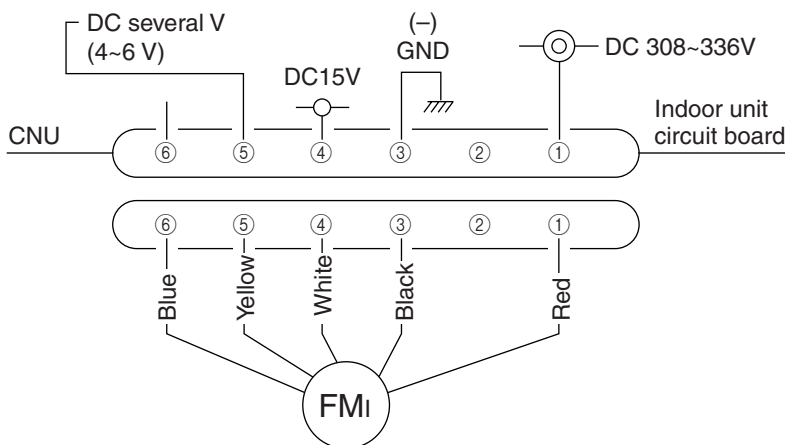 DC several V
(4~6 V)
(–)
GND
DC15V
DC 308~336V
CNU
Indoor unit
circuit board
⑥ ⑤ ④ ③ ② ①
⑥ ⑤ ④ ③ ② ①
Blue
Yellow
White
Black
Red
FMI